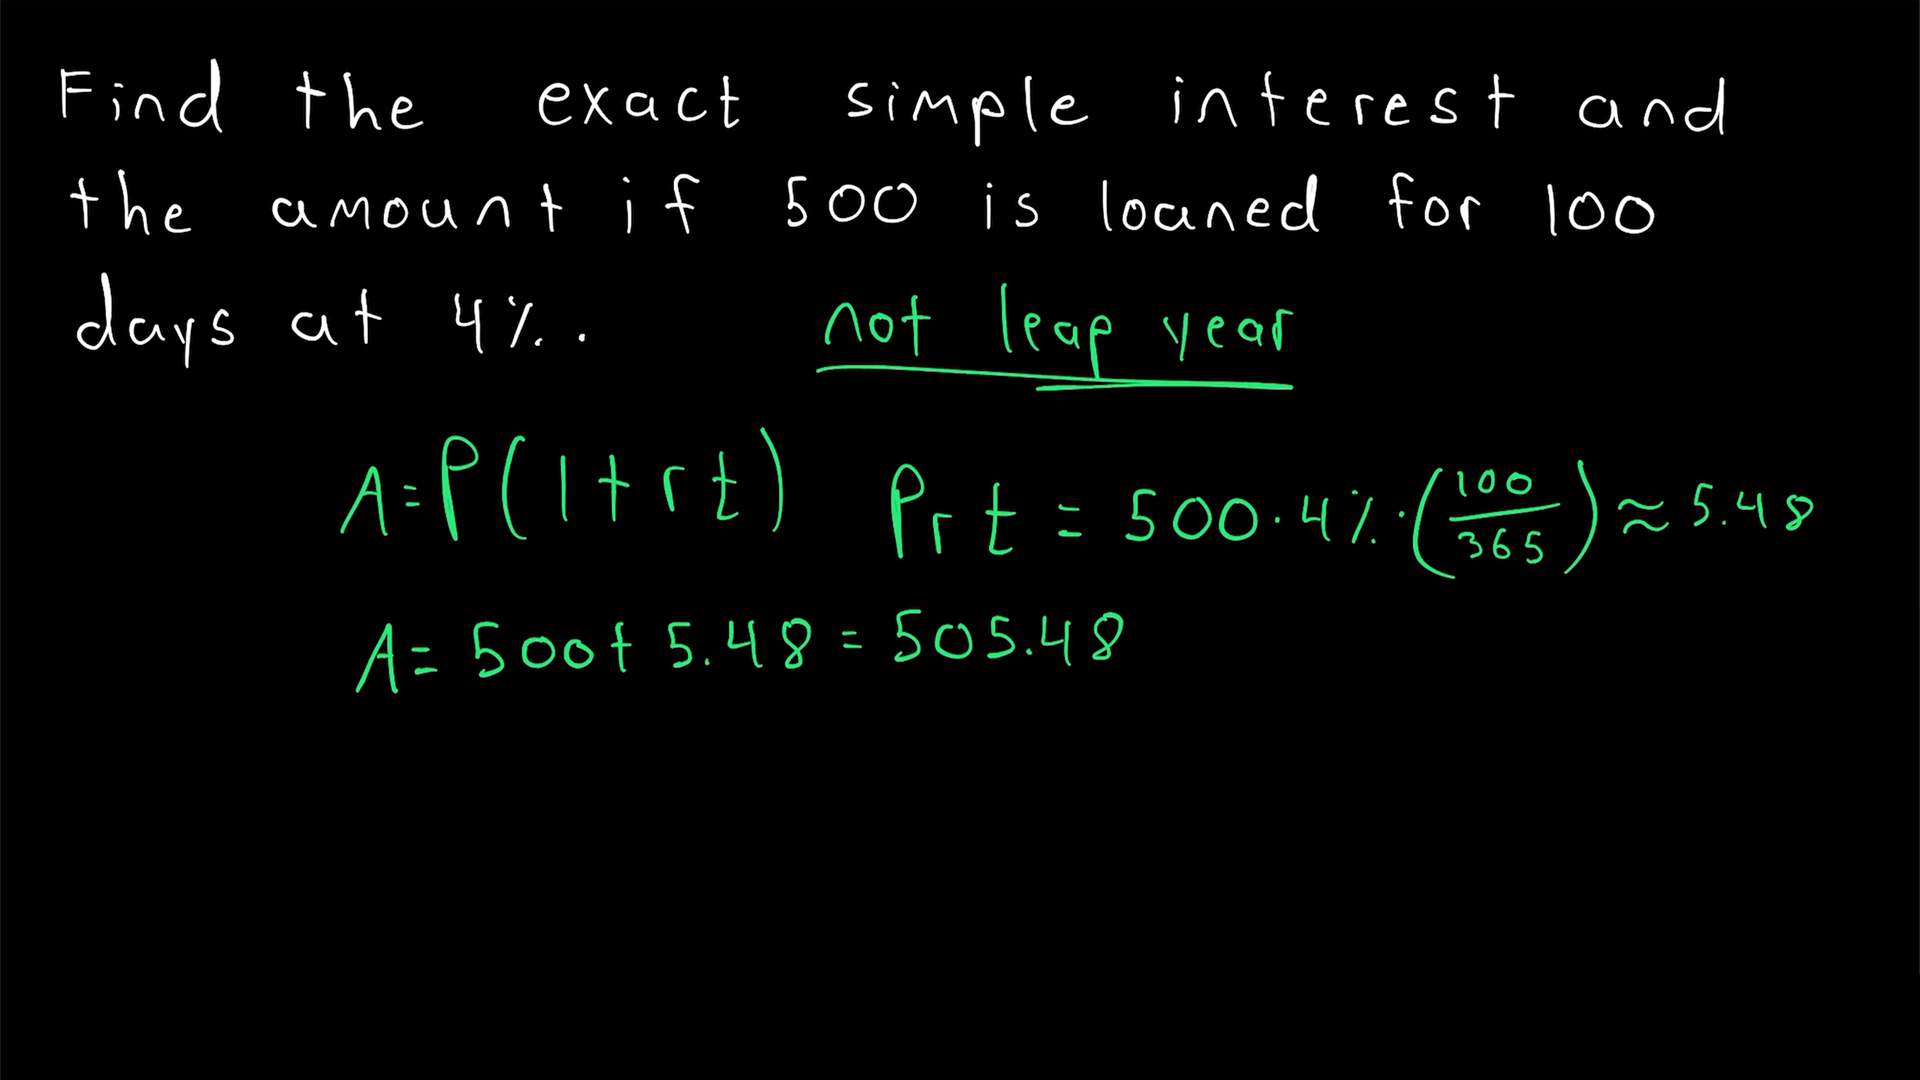 Find the exact simple interest and
the amount if 500 is loaned for 100
days at 4%. not leap year
A=P(1+rt) Prt = 500·4%·(100/365) ≈ 5.48
A= 500+ 5.48 = 505.48